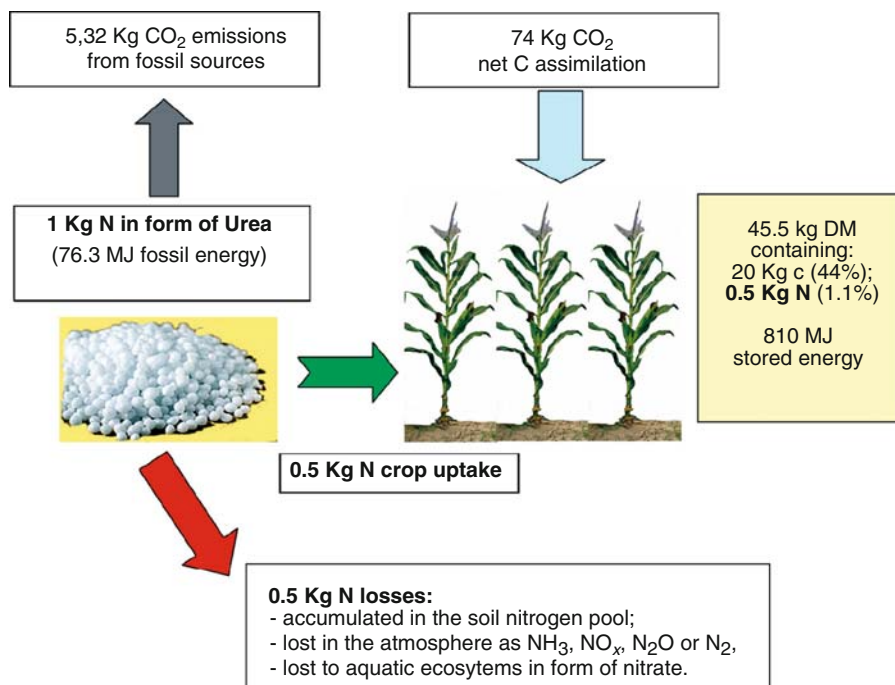 5,32 Kg CO₂ emissions
from fossil sources
74 Kg CO₂
net C assimilation
1 Kg N in form of Urea
(76.3 MJ fossil energy)
45.5 kg DM
containing:
20 Kg c (44%);
0.5 Kg N (1.1%)
810 MJ
stored energy
0.5 Kg N crop uptake
0.5 Kg N losses:
- accumulated in the soil nitrogen pool;
- lost in the atmosphere as NH₃, NOₓ, N₂O or N₂,
- lost to aquatic ecosytems in form of nitrate.